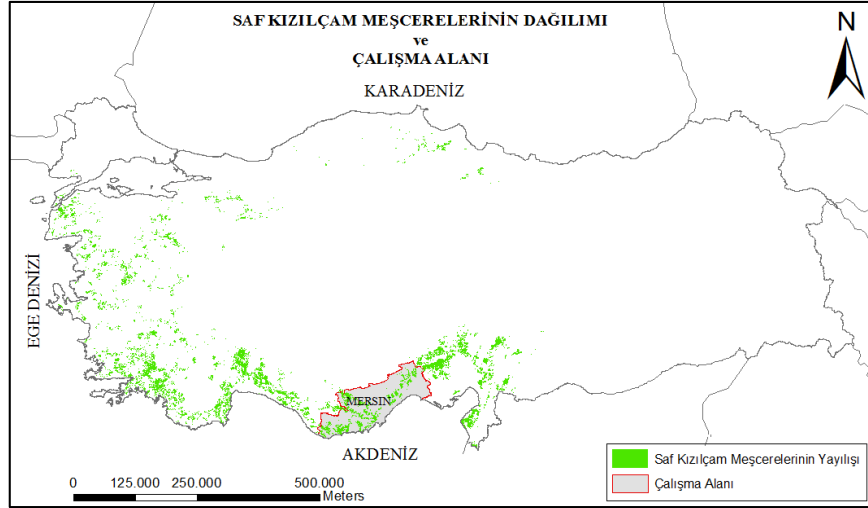 SAF KIZILÇAM MEŞCERELERİNİN DAĞILIMI
ve
ÇALIŞMA ALANI
N
KARADENİZ
EGE DENİZİ
MERSİN
AKDENİZ
0 125.000 250.000 500.000
Meters
Saf Kızılçam Meşcerelerinin Yayılışı
Çalışma Alanı